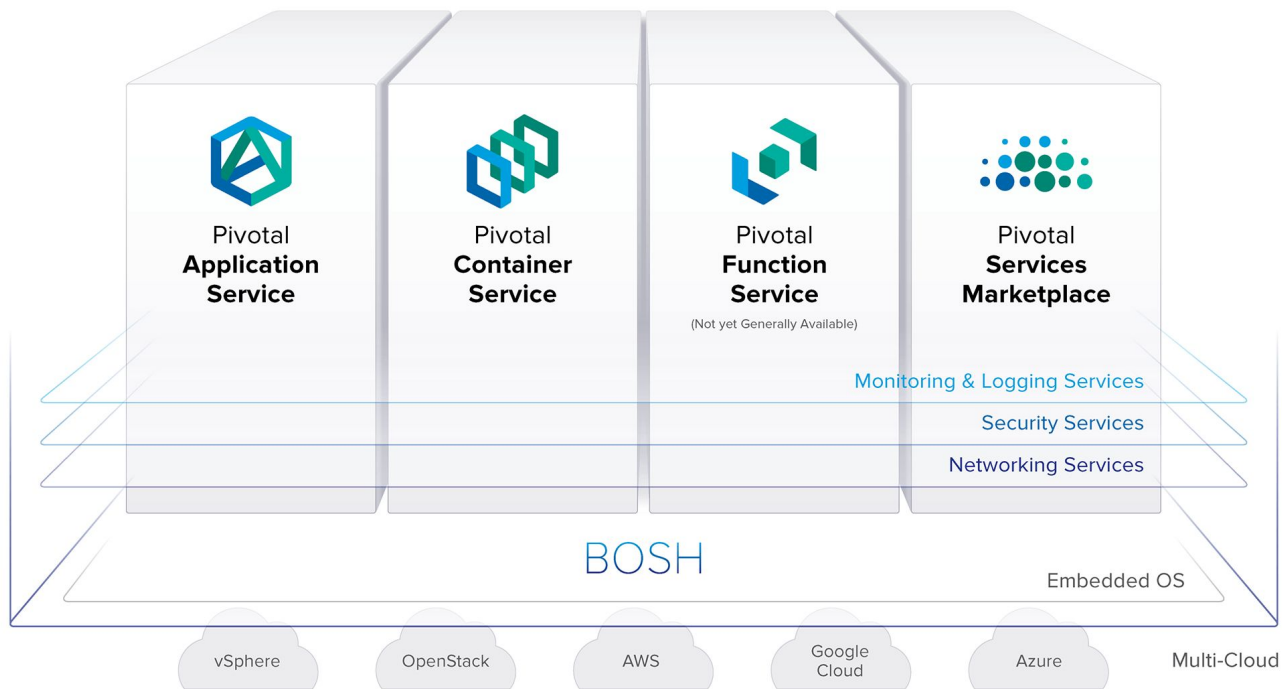 Pivotal
Application
Service
Pivotal
Container
Service
Pivotal
Function
Service
(Not yet Generally Available)
Pivotal
Services
Marketplace
Monitoring & Logging Services
Security Services
Networking Services
BOSH
Embedded OS
vSphere
OpenStack
AWS
Google
Cloud
Azure
Multi-Cloud